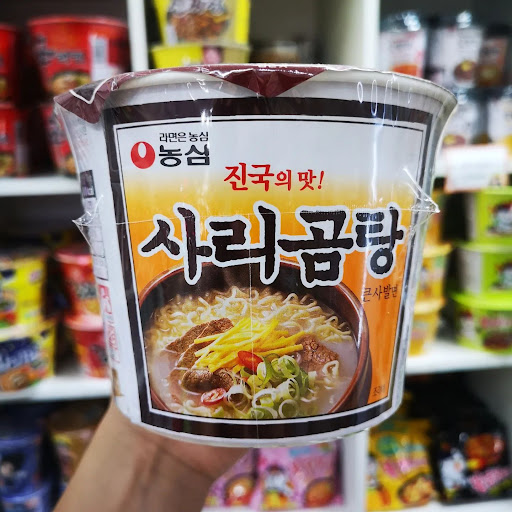 라면은 농심
농심
진국의 맛!
사리곰탕
큰사발면